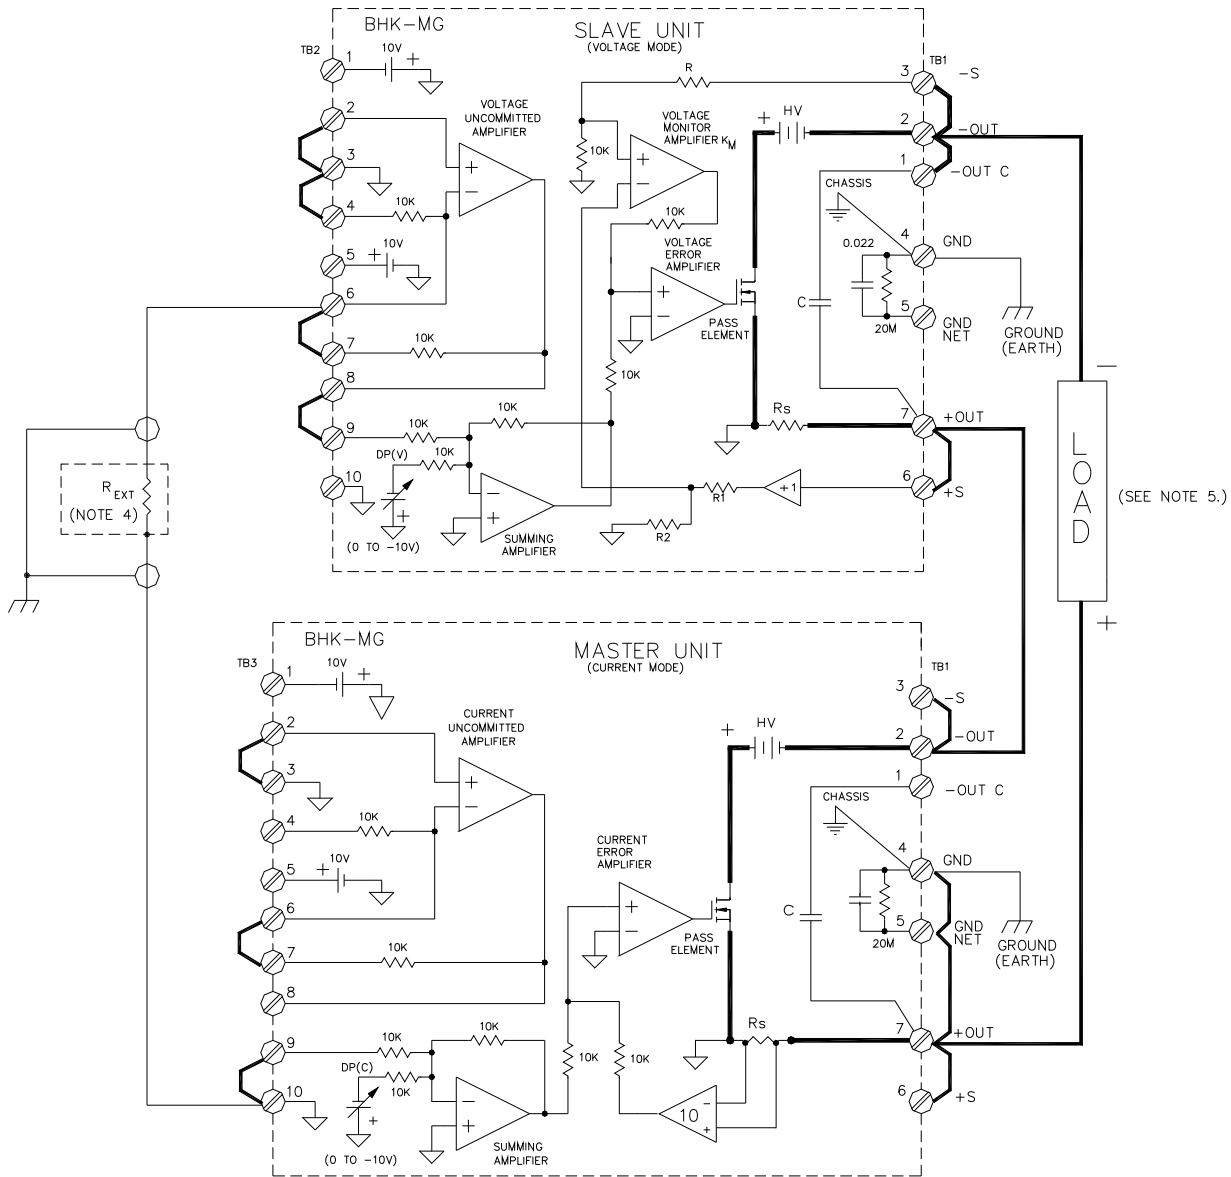 BHK-MG
SLAVE UNIT
(VOLTAGE MODE)
TB2
1
10V
+
2
3
4
10K
5
+
10V
6
7
10K
8
9
10K
10
VOLTAGE
UNCOMMITTED
AMPLIFIER
+
−
10K
DP(V)
10K
+
(0 TO -10V)
−
+
SUMMING
AMPLIFIER
R
10K
VOLTAGE
MONITOR
AMPLIFIER KM
+
−
10K
VOLTAGE
ERROR
AMPLIFIER
+
−
PASS
ELEMENT
10K
+
HV
C
CHASSIS
0.022
20M
Rs
+1
R1
R2
TB1
3
-S
2
-OUT
1
-OUT C
4
GND
5
GND
NET
GROUND
(EARTH)
7
+OUT
6
+S
−
LOAD
+
(SEE NOTE 5.)
REXT
(NOTE 4)
BHK-MG
MASTER UNIT
(CURRENT MODE)
TB3
1
10V
+
2
3
4
10K
5
+
10V
6
7
10K
8
9
10K
10
CURRENT
UNCOMMITTED
AMPLIFIER
+
−
10K
DP(C)
10K
+
(0 TO -10V)
−
+
SUMMING
AMPLIFIER
CURRENT
ERROR
AMPLIFIER
+
−
PASS
ELEMENT
10K
10K
10
-
+
+
HV
C
CHASSIS
20M
Rs
TB1
3
-S
2
-OUT
1
-OUT C
4
GND
5
GND
NET
GROUND
(EARTH)
7
+OUT
6
+S